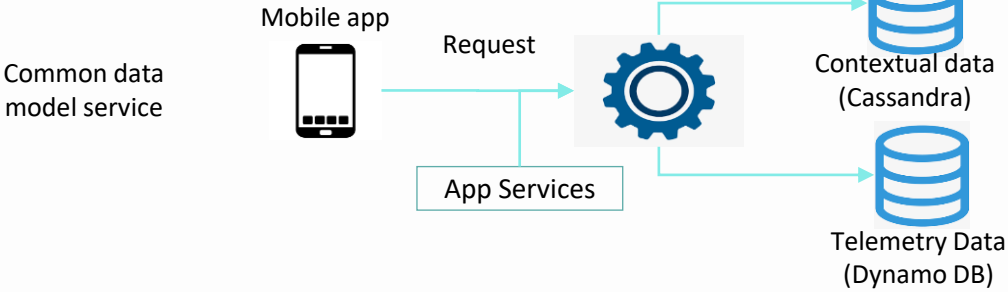 Mobile app
Request
Common data
model service
Contextual data
(Cassandra)
App Services
Telemetry Data
(Dynamo DB)